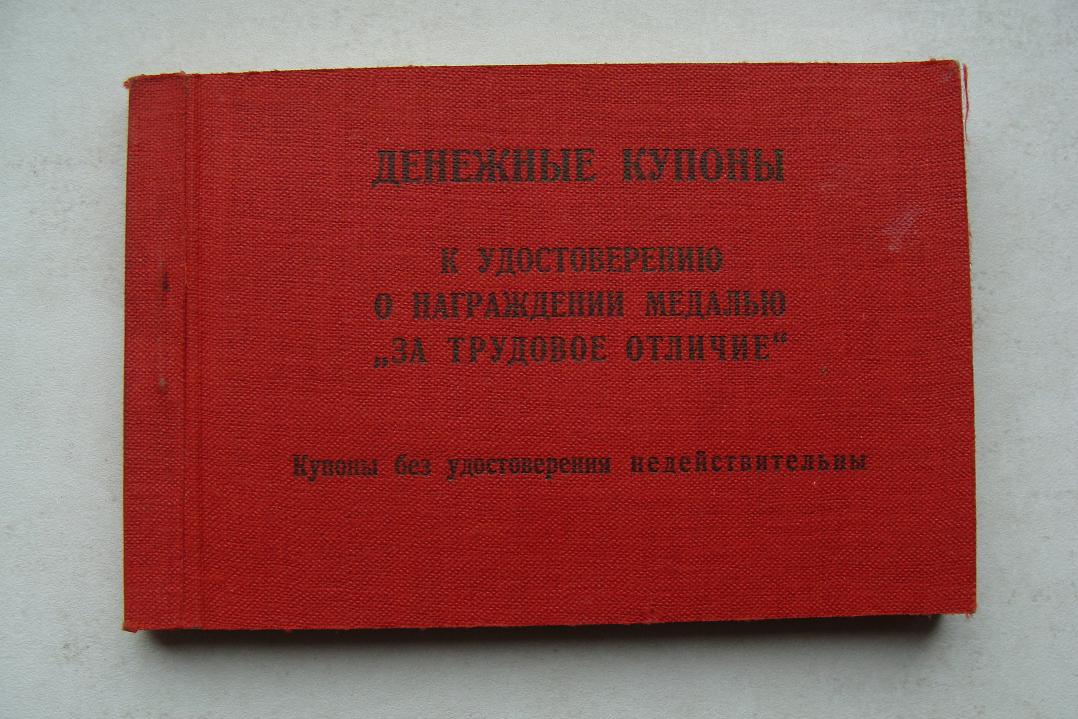 ДЕНЕЖНЫЕ КУПОНЫ
К УДОСТОВЕРЕНИЮ
О НАГРАЖДЕНИИ МЕДАЛЬЮ
„ЗА ТРУДОВОЕ ОТЛИЧИЕ“
Купоны без удостоверения недействительны